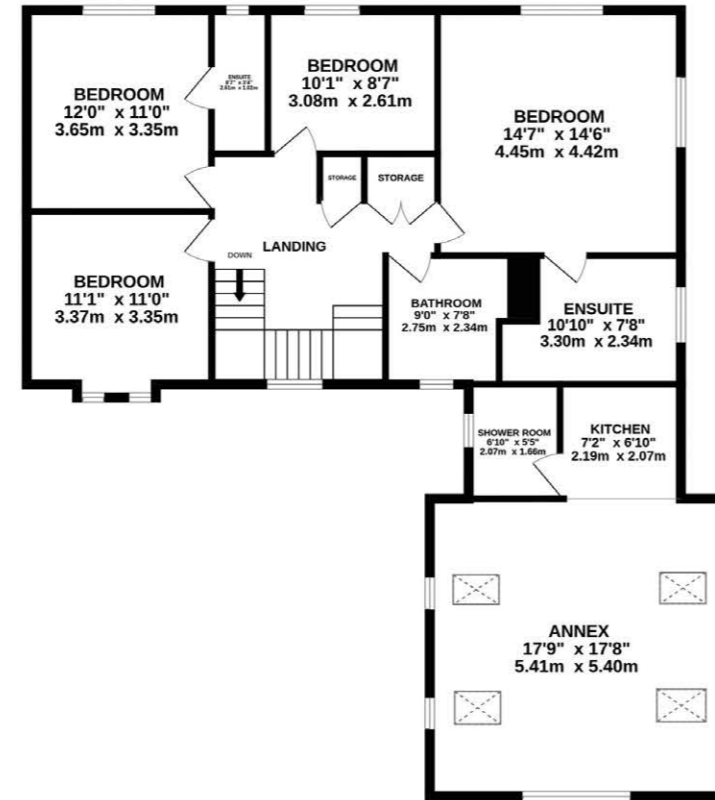 BEDROOM
12'0" x 11'0"
3.65m x 3.35m
ENSUITE
BEDROOM
10'1" x 8'7"
3.08m x 2.61m
BEDROOM
14'7" x 14'6"
4.45m x 4.42m
STORAGE
STORAGE
LANDING
DOWN
BEDROOM
11'1" x 11'0"
3.37m x 3.35m
BATHROOM
9'0" x 7'8"
2.75m x 2.34m
ENSUITE
10'10" x 7'8"
3.30m x 2.34m
SHOWER ROOM
6'10" x 5'5"
2.07m x 1.66m
KITCHEN
7'2" x 6'10"
2.19m x 2.07m
ANNEX
17'9" x 17'8"
5.41m x 5.40m